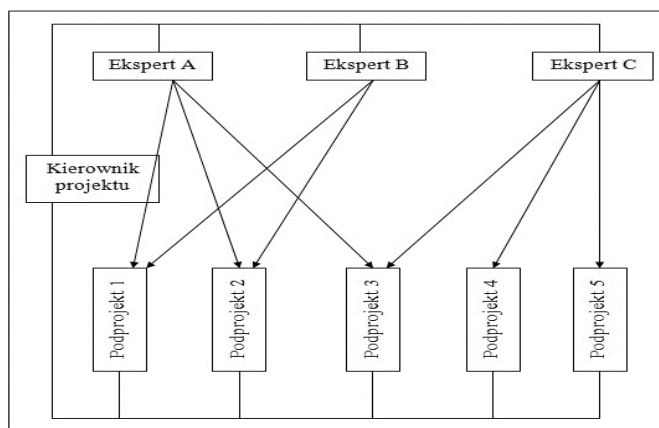 Ekspert A
Ekspert B
Ekspert C
Kierownik
projektu
Podprojekt 1
Podprojekt 2
Podprojekt 3
Podprojekt 4
Podprojekt 5